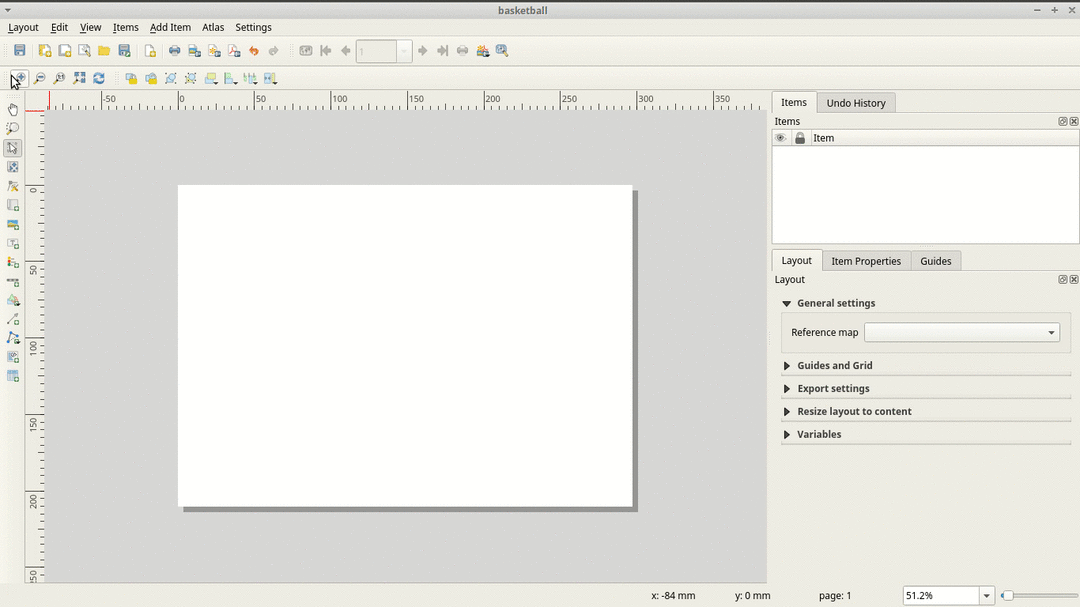 basketball
Layout Edit View Items Add Item Atlas Settings
1
-50 0 50 100 150 200 250 300 350
Items Undo History
Items
Item
0
50
100
150
200
Layout Item Properties Guides
Layout
General settings
Reference map
Guides and Grid
Export settings
Resize layout to content
Variables
x: -84 mm y: 0 mm page: 1 51.2%